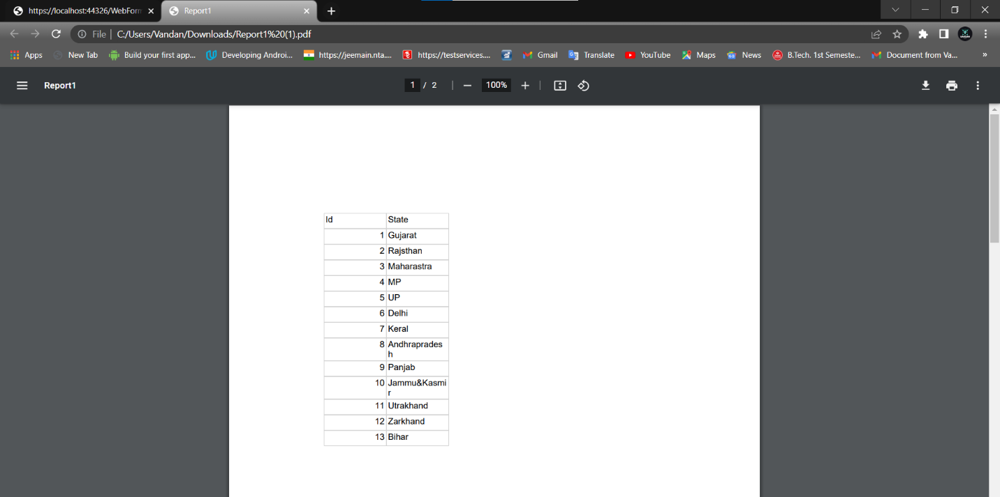 https://localhost:44326/WebForm
Report1
File | C:/Users/Vandan/Downloads/Report1%20(1).pdf
Apps New Tab Build your first app... Developing Androi... https://jeemain.nta.... https://testservices.... Gmail Translate YouTube Maps News B.Tech. 1st Semeste... Document from Va... »
Report1 1 / 2 100%
Id State
1 Gujarat
2 Rajsthan
3 Maharastra
4 MP
5 UP
6 Delhi
7 Keral
8 Andhraprades
h
9 Panjab
10 Jammu&Kasmi
r
11 Utrakhand
12 Zarkhand
13 Bihar